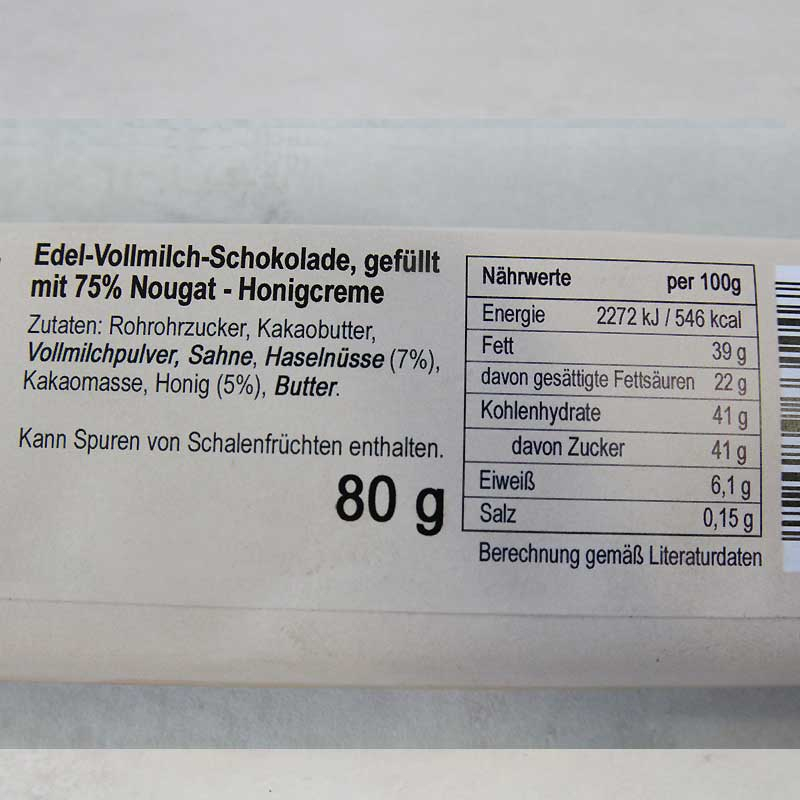 Edel-Vollmilch-Schokolade, gefüllt
mit 75% Nougat - Honigcreme
Zutaten: Rohrohrzucker, Kakaobutter,
Vollmilchpulver, Sahne, Haselnüsse (7%),
Kakaomasse, Honig (5%), Butter.
Kann Spuren von Schalenfrüchten enthalten.
80 g
Nährwerte per 100g
Energie 2272 kJ / 546 kcal
Fett 39 g
davon gesättigte Fettsäuren 22 g
Kohlenhydrate 41 g
davon Zucker 41 g
Eiweiß 6,1 g
Salz 0,15 g
Berechnung gemäß Literaturdaten